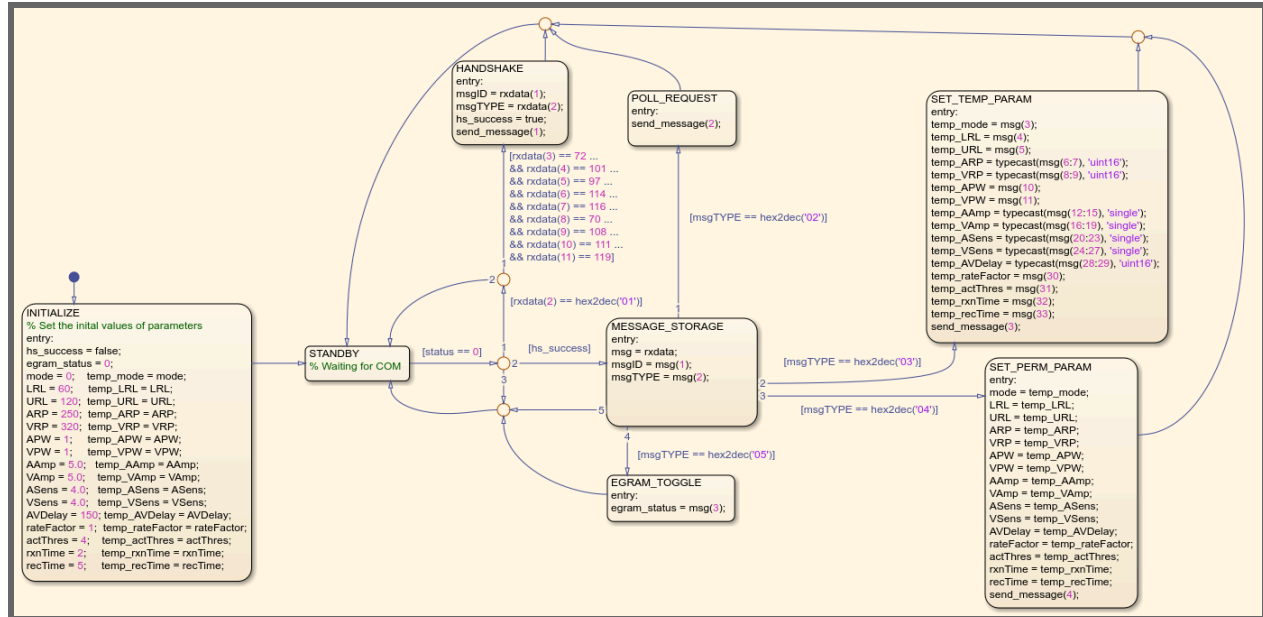 HANDSHAKE
entry:
msgID = rxdata(1);
msgTYPE = rxdata(2);
hs_success = true;
send_message(1);
POLL_REQUEST
entry:
send_message(2);
SET_TEMP_PARAM
entry:
temp_mode = msg(3);
temp_LRL = msg(4);
temp_URL = msg(5);
temp_ARP = typecast(msg(6:7), 'uint16');
temp_VRP = typecast(msg(8:9), 'uint16');
temp_APW = msg(10);
temp_VPW = msg(11);
temp_AAmp = typecast(msg(12:15), 'single');
temp_VAmp = typecast(msg(16:19), 'single');
temp_ASens = typecast(msg(20:23), 'single');
temp_VSens = typecast(msg(24:27), 'single');
temp_AVDelay = typecast(msg(28:29), 'uint16');
temp_rateFactor = msg(30);
temp_actThres = msg(31);
temp_rxnTime = msg(32);
temp_recTime = msg(33);
send_message(3);
[rxdata(3) == 72 ...
&& rxdata(4) == 101 ...
&& rxdata(5) == 97 ...
&& rxdata(6) == 114 ...
&& rxdata(7) == 116 ...
&& rxdata(8) == 70 ...
&& rxdata(9) == 108 ...
&& rxdata(10) == 111 ...
&& rxdata(11) == 119]
1
2
[msgTYPE == hex2dec('02')]
[rxdata(2) == hex2dec('01')]
1
INITIALIZE
% Set the inital values of parameters
entry:
hs_success = false;
egram_status = 0;
mode = 0; temp_mode = mode;
LRL = 60; temp_LRL = LRL;
URL = 120; temp_URL = URL;
ARP = 250; temp_ARP = ARP;
VRP = 320; temp_VRP = VRP;
APW = 1; temp_APW = APW;
VPW = 1; temp_VPW = VPW;
AAmp = 5.0; temp_AAmp = AAmp;
VAmp = 5.0; temp_VAmp = VAmp;
ASens = 4.0; temp_ASens = ASens;
VSens = 4.0; temp_VSens = VSens;
AVDelay = 150; temp_AVDelay = AVDelay;
rateFactor = 1; temp_rateFactor = rateFactor;
actThres = 4; temp_actThres = actThres;
rxnTime = 2; temp_rxnTime = rxnTime;
recTime = 5; temp_recTime = recTime;
STANDBY
% Waiting for COM
[status == 0]
1
2
3
[hs_success]
MESSAGE_STORAGE
entry:
msg = rxdata;
msgID = msg(1);
msgTYPE = msg(2);
[msgTYPE == hex2dec('03')]
2
3
[msgTYPE == hex2dec('04')]
5
4
[msgTYPE == hex2dec('05')]
EGRAM_TOGGLE
entry:
egram_status = msg(3);
SET_PERM_PARAM
entry:
mode = temp_mode;
LRL = temp_LRL;
URL = temp_URL;
ARP = temp_ARP;
VRP = temp_VRP;
APW = temp_APW;
VPW = temp_VPW;
AAmp = temp_AAmp;
VAmp = temp_VAmp;
ASens = temp_ASens;
VSens = temp_VSens;
AVDelay = temp_AVDelay;
rateFactor = temp_rateFactor;
actThres = temp_actThres;
rxnTime = temp_rxnTime;
recTime = temp_recTime;
send_message(4);